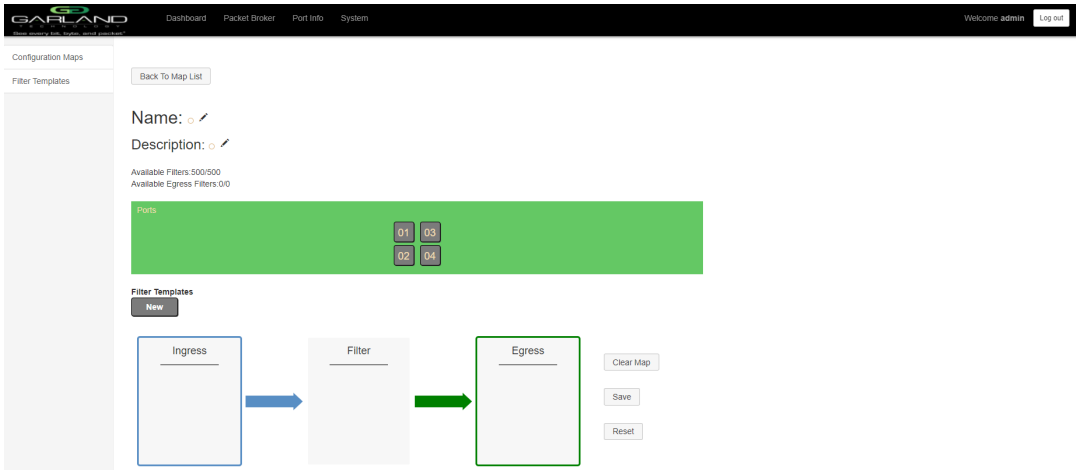 GARLAND
TECHNOLOGY
See every bit, byte, and packet®
Dashboard Packet Broker Port Info System
Welcome admin Log out
Configuration Maps
Filter Templates
Back To Map List
Name:
Description:
Available Filters:500/500
Available Egress Filters:0/0
Ports
01 03
02 04
Filter Templates
New
Ingress Filter Egress
Clear Map
Save
Reset